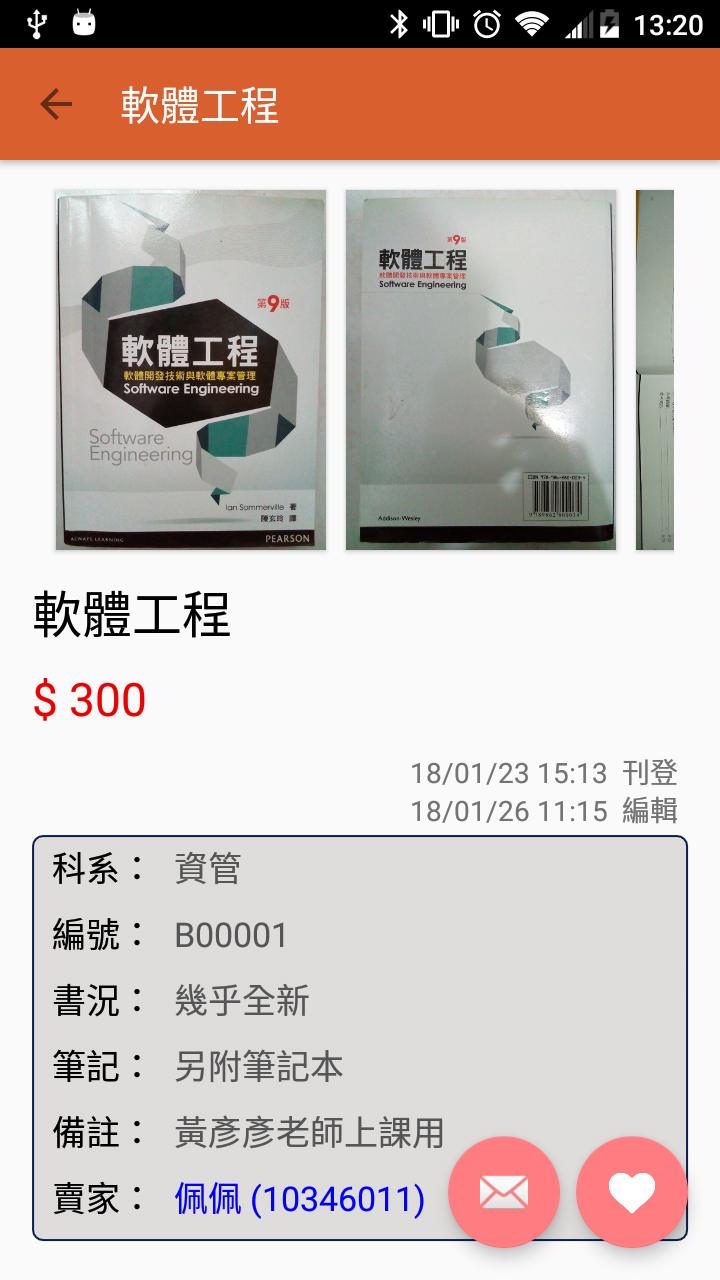 13:20
軟體工程
第9版
軟體工程
軟體開發技術與軟體專案管理
Software Engineering
Software
Engineering
Ian Sommerville 著
陳玄玲 譯
ALWAYS LEARNING
PEARSON
第9版
軟體工程
軟體開發技術與軟體專案管理
Software Engineering
Addison-Wesley
軟體工程
$ 300
18/01/23 15:13 刊登
18/01/26 11:15 編輯
科系： 資管
編號： B00001
書況： 幾乎全新
筆記： 另附筆記本
備註： 黃彥彥老師上課用
賣家： 佩佩 (10346011)